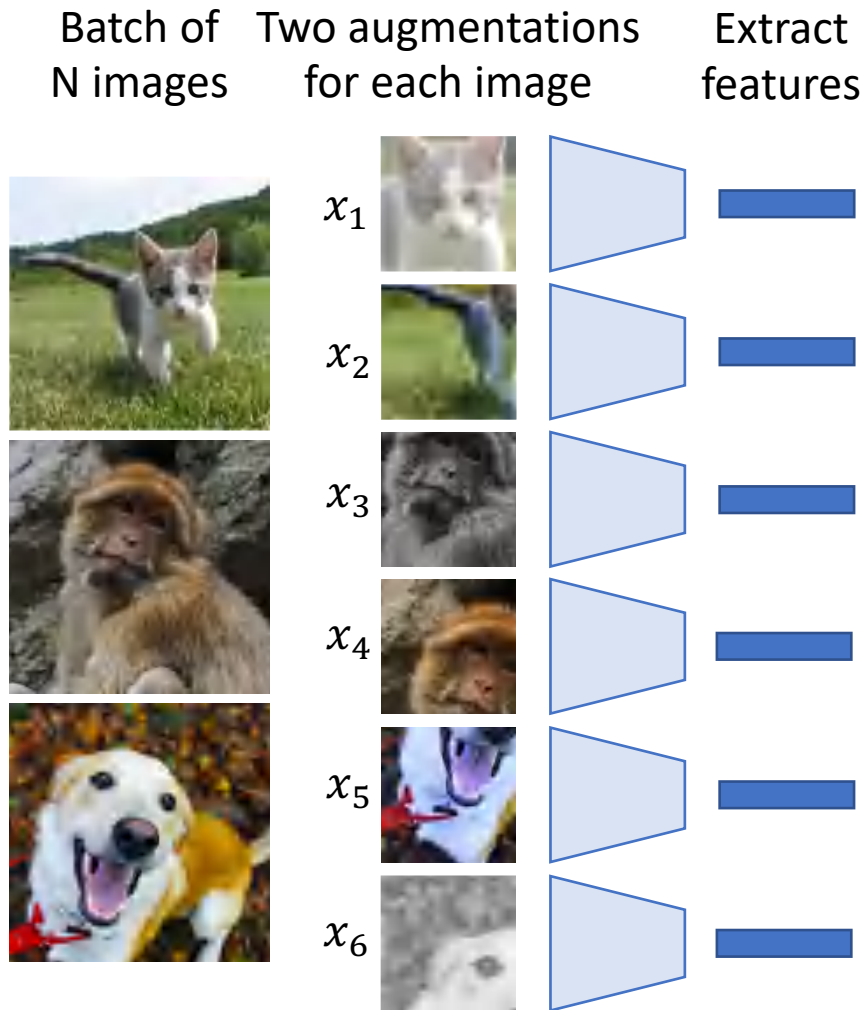 Batch of
N images
Two augmentations
for each image
Extract
features
x₁
x₂
x₃
x₄
x₅
x₆